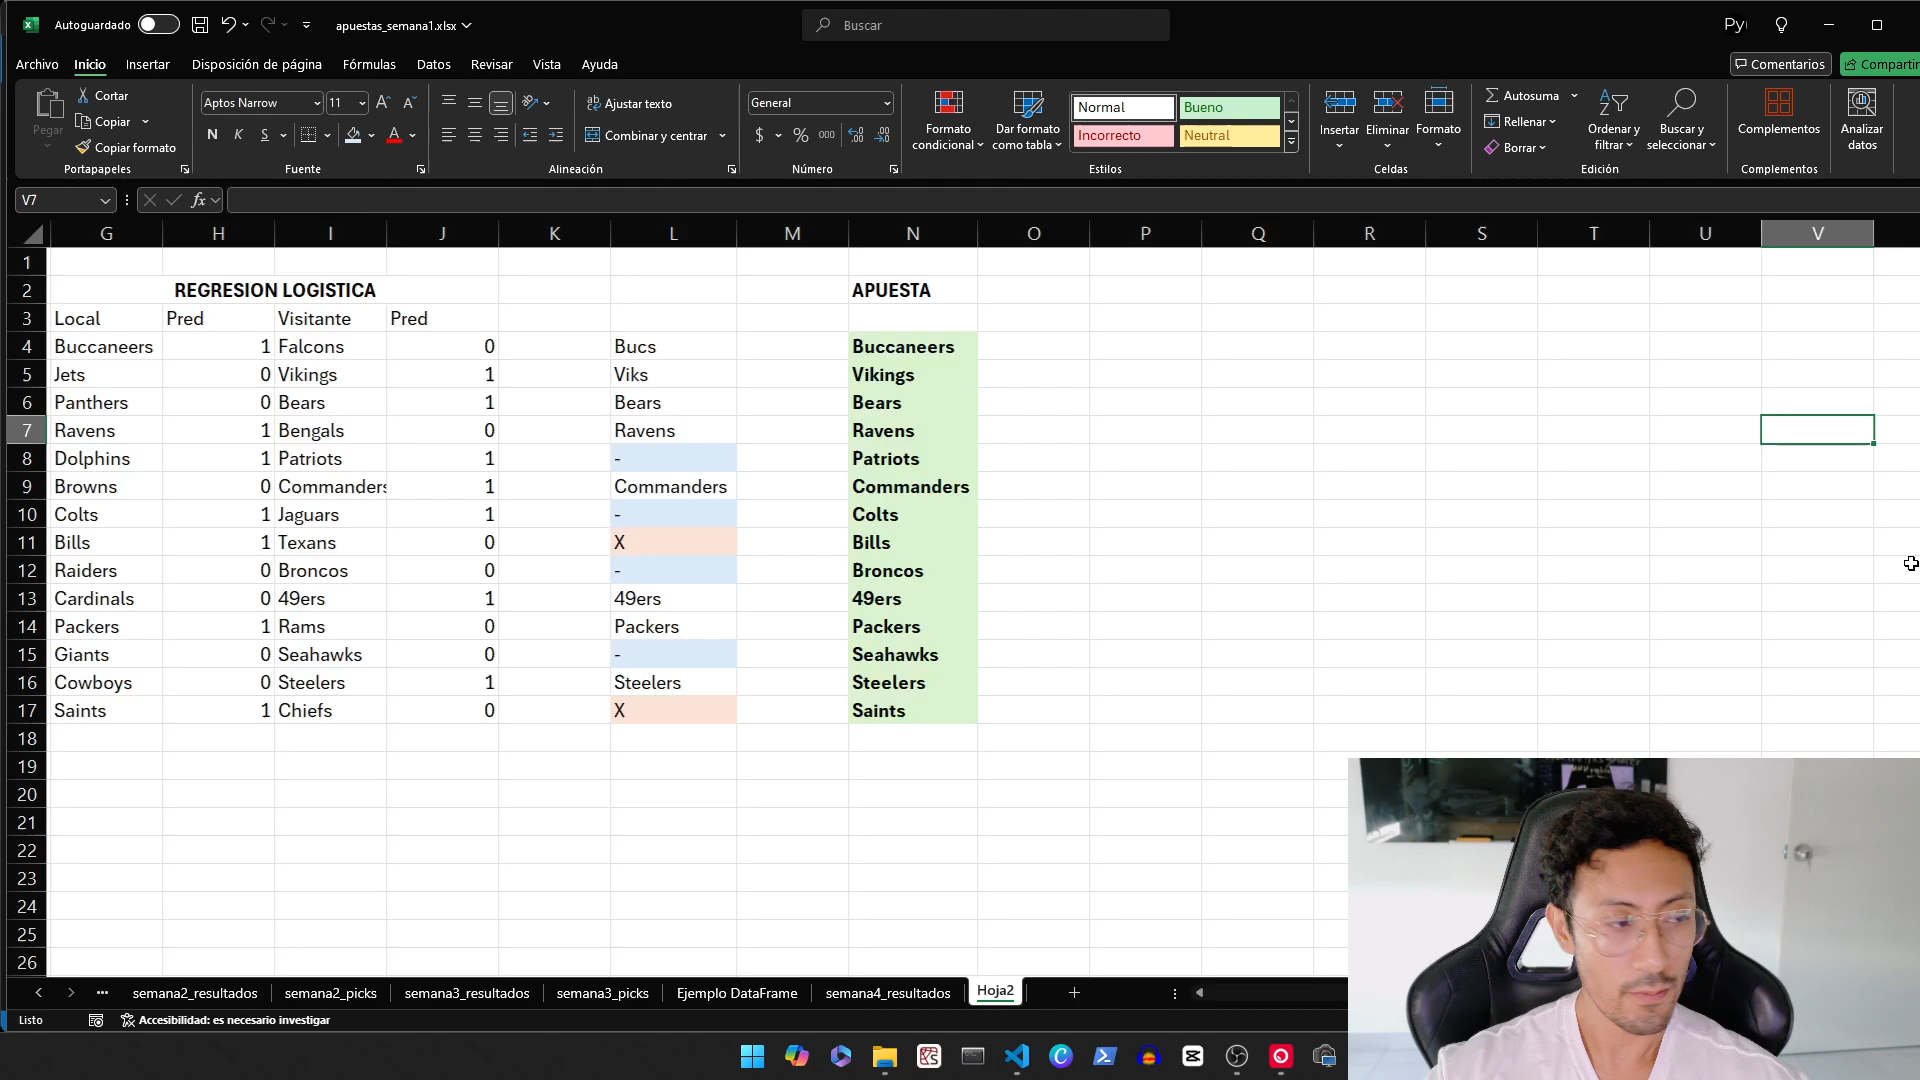 Autoguardado
apuestas_semana1.xlsx
Buscar
Py
Archivo Inicio Insertar Disposición de página Fórmulas Datos Revisar Vista Ayuda
Comentarios
Compartir
Pegar
Cortar
Copiar
Copiar formato
Portapapeles
Aptos Narrow 11
N K S
Fuente
Ajustar texto
Combinar y centrar
Alineación
General
$ % 000
Número
Formato condicional
Dar formato como tabla
Normal Bueno
Incorrecto Neutral
Estilos
Insertar Eliminar Formato
Celdas
Autosuma
Rellenar
Borrar
Ordenar y filtrar
Buscar y seleccionar
Edición
Complementos
Complementos
Analizar datos
V7
fx
G H I J K L M N O P Q R S T U V
1
2 REGRESION LOGISTICA APUESTA
3 Local Pred Visitante Pred
4 Buccaneers 1 Falcons 0 Bucs Buccaneers
5 Jets 0 Vikings 1 Viks Vikings
6 Panthers 0 Bears 1 Bears Bears
7 Ravens 1 Bengals 0 Ravens Ravens
8 Dolphins 1 Patriots 1 - Patriots
9 Browns 0 Commanders 1 Commanders Commanders
10 Colts 1 Jaguars 1 - Colts
11 Bills 1 Texans 0 X Bills
12 Raiders 0 Broncos 0 - Broncos
13 Cardinals 0 49ers 1 49ers 49ers
14 Packers 1 Rams 0 Packers Packers
15 Giants 0 Seahawks 0 - Seahawks
16 Cowboys 0 Steelers 1 Steelers Steelers
17 Saints 1 Chiefs 0 X Saints
18
19
20
21
22
23
24
25
26
semana2_resultados semana2_picks semana3_resultados semana3_picks Ejemplo DataFrame semana4_resultados Hoja2
Listo
Accesibilidad: es necesario investigar